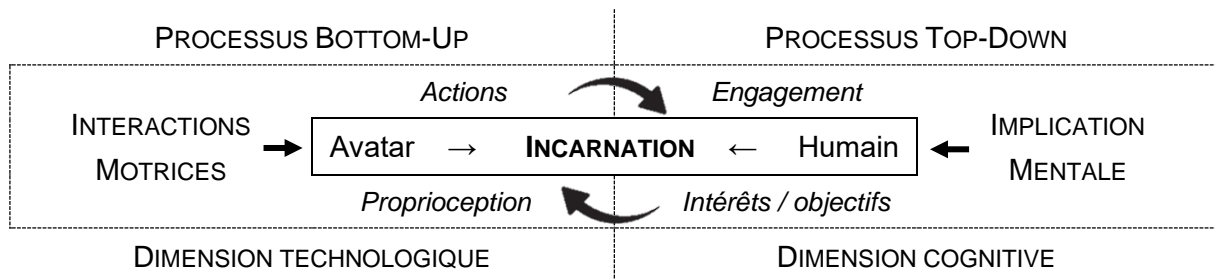 PROCESSUS BOTTOM-UP PROCESSUS TOP-DOWN
Actions Engagement
INTERACTIONS MOTRICES
Avatar → INCARNATION ← Humain
IMPLICATION MENTALE
Proprioception Intérêts / objectifs
DIMENSION TECHNOLOGIQUE DIMENSION COGNITIVE